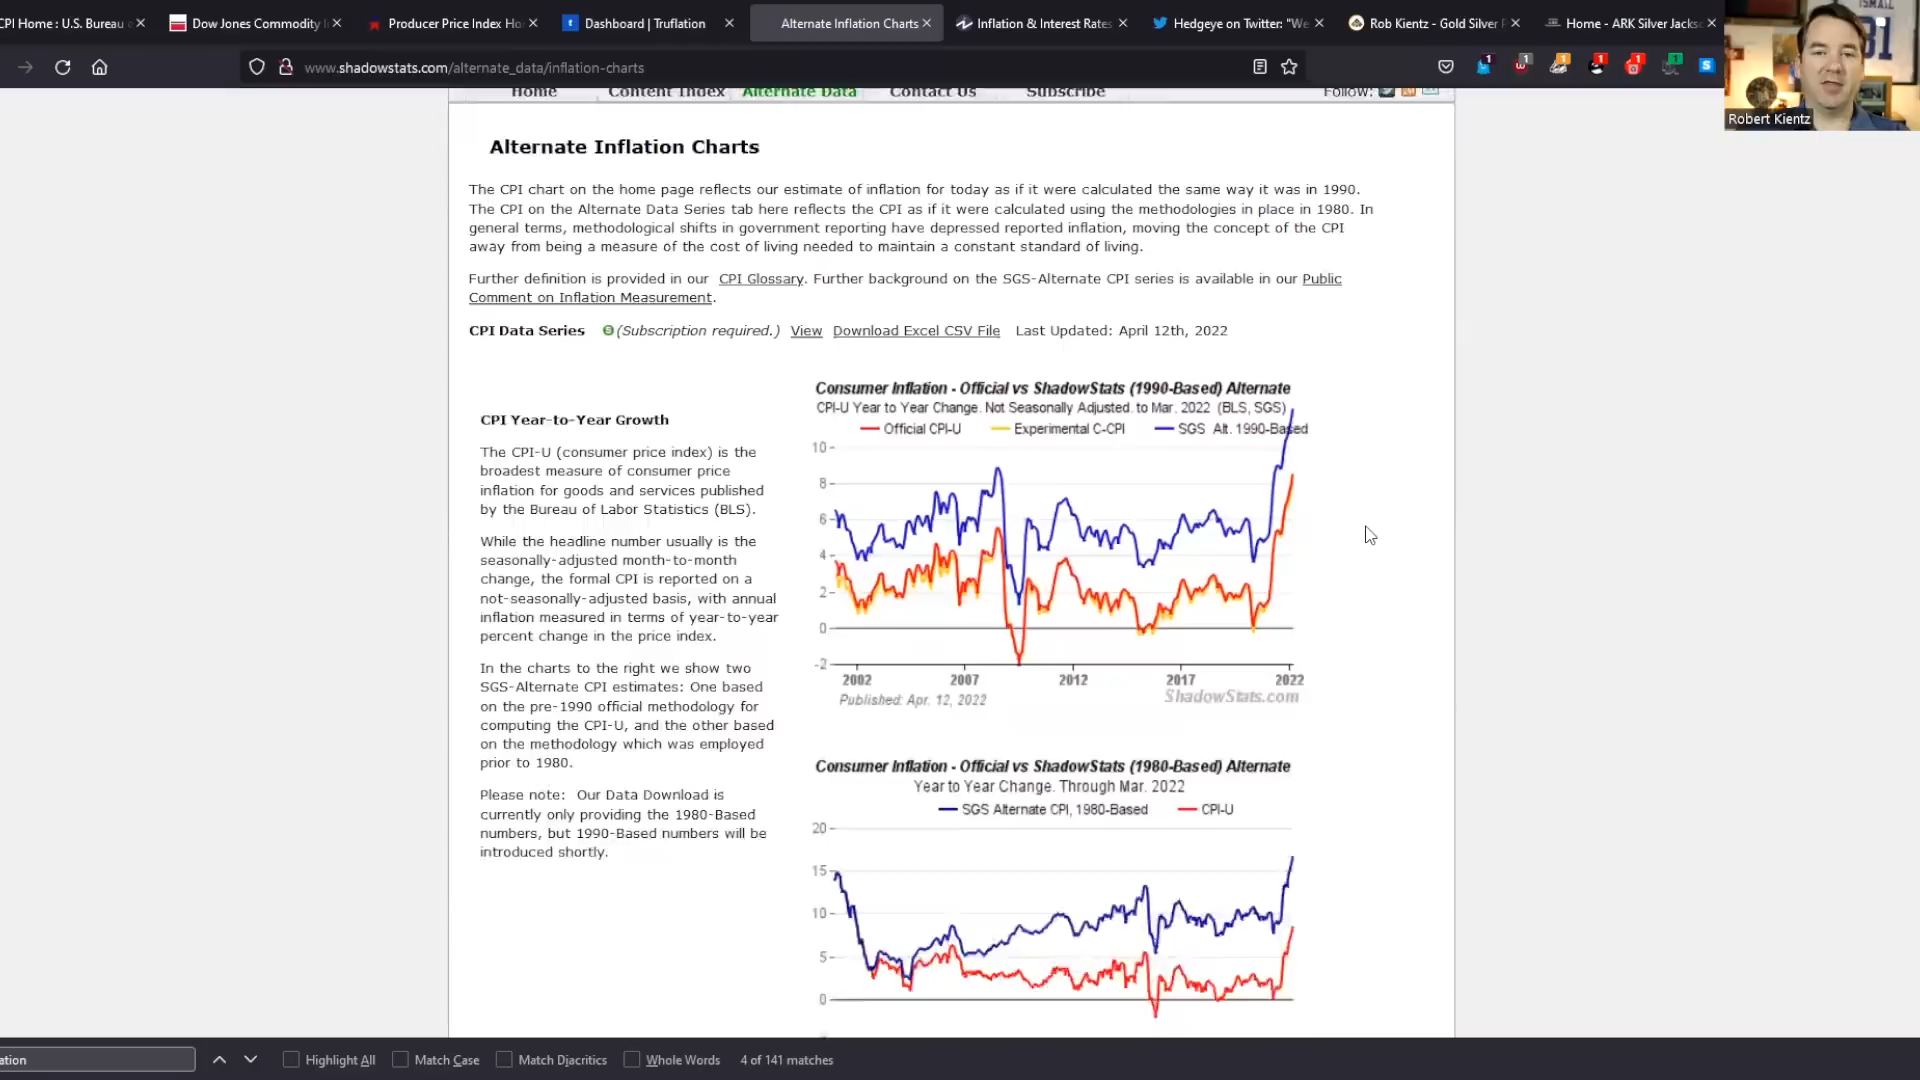 CPI Home : U.S. Bureau
Dow Jones Commodity
Producer Price Index Ho
Dashboard | Truflation
Alternate Inflation Charts
Inflation & Interest Rates
Hedgeye on Twitter: "We
Rob Kientz - Gold Silver
Home - ARK Silver Jacks
www.shadowstats.com/alternate_data/inflation-charts
Robert Kientz
Home
Content Index
Alternate Data
Contact Us
Subscribe
Follow:
Alternate Inflation Charts
The CPI chart on the home page reflects our estimate of inflation for today as if it were calculated the same way it was in 1990.
The CPI on the Alternate Data Series tab here reflects the CPI as if it were calculated using the methodologies in place in 1980. In
general terms, methodological shifts in government reporting have depressed reported inflation, moving the concept of the CPI
away from being a measure of the cost of living needed to maintain a constant standard of living.
Further definition is provided in our CPI Glossary. Further background on the SGS-Alternate CPI series is available in our Public
Comment on Inflation Measurement.
CPI Data Series (Subscription required.) View Download Excel CSV File Last Updated: April 12th, 2022
CPI Year-to-Year Growth
The CPI-U (consumer price index) is the
broadest measure of consumer price
inflation for goods and services published
by the Bureau of Labor Statistics (BLS).
While the headline number usually is the
seasonally-adjusted month-to-month
change, the formal CPI is reported on a
not-seasonally-adjusted basis, with annual
inflation measured in terms of year-to-year
percent change in the price index.
In the charts to the right we show two
SGS-Alternate CPI estimates: One based
on the pre-1990 official methodology for
computing the CPI-U, and the other based
on the methodology which was employed
prior to 1980.
Please note: Our Data Download is
currently only providing the 1980-Based
numbers, but 1990-Based numbers will be
introduced shortly.
Consumer Inflation - Official vs ShadowStats (1990-Based) Alternate
CPI-U Year to Year Change. Not Seasonally Adjusted. to Mar. 2022 (BLS, SGS)
Official CPI-U Experimental C-CPI SGS Alt. 1990-Based
10
8
6
4
2
0
-2
2002 2007 2012 2017 2022
Published: Apr. 12, 2022
ShadowStats.com
Consumer Inflation - Official vs ShadowStats (1980-Based) Alternate
Year to Year Change. Through Mar. 2022
SGS Alternate CPI, 1980-Based CPI-U
20
15
10
5
0
ation
Highlight All
Match Case
Match Diacritics
Whole Words
4 of 141 matches